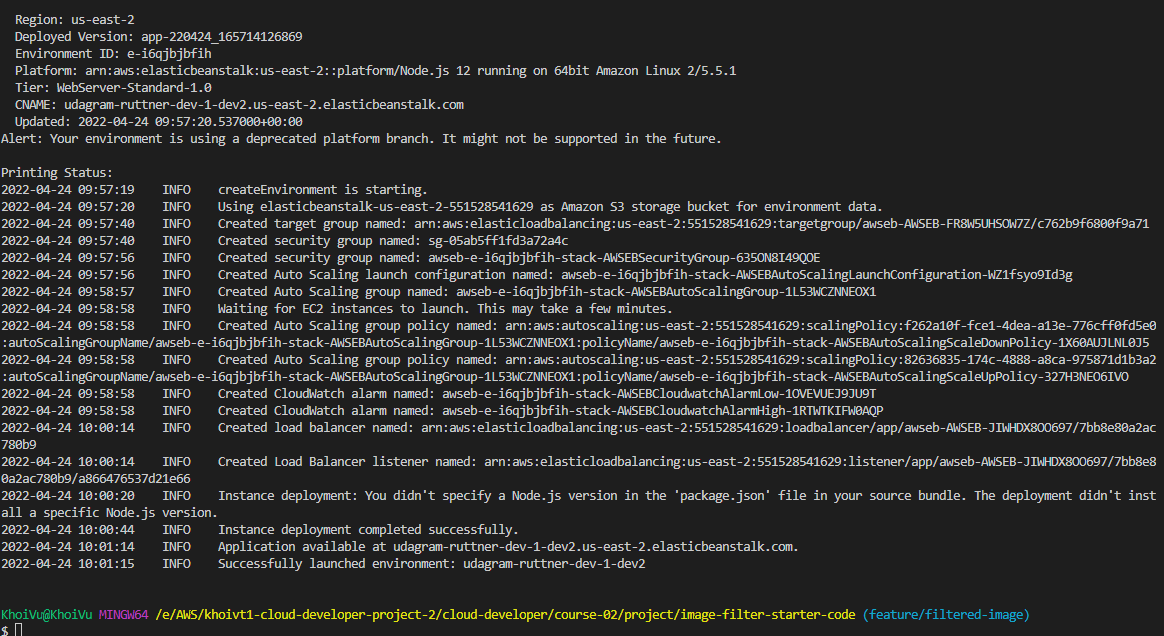 Region: us-east-2
Deployed Version: app-220424_165714126869
Environment ID: e-i6qjbjbfih
Platform: arn:aws:elasticbeanstalk:us-east-2::platform/Node.js 12 running on 64bit Amazon Linux 2/5.5.1
Tier: WebServer-Standard-1.0
CNAME: udagram-ruttner-dev-1-dev2.us-east-2.elasticbeanstalk.com
Updated: 2022-04-24 09:57:20.537000+00:00
Alert: Your environment is using a deprecated platform branch. It might not be supported in the future.
Printing Status:
2022-04-24 09:57:19 INFO createEnvironment is starting.
2022-04-24 09:57:20 INFO Using elasticbeanstalk-us-east-2-551528541629 as Amazon S3 storage bucket for environment data.
2022-04-24 09:57:40 INFO Created target group named: arn:aws:elasticloadbalancing:us-east-2:551528541629:targetgroup/awseb-AWSEB-FR8W5UHSOW7Z/c762b9f6800f9a71
2022-04-24 09:57:40 INFO Created security group named: sg-05ab5ff1fd3a72a4c
2022-04-24 09:57:56 INFO Created security group named: awseb-e-i6qjbjbfih-stack-AWSEBSecurityGroup-635ON8I49QOE
2022-04-24 09:57:56 INFO Created Auto Scaling launch configuration named: awseb-e-i6qjbjbfih-stack-AWSEBAutoScalingLaunchConfiguration-WZ1fsyo9Id3g
2022-04-24 09:58:57 INFO Created Auto Scaling group named: awseb-e-i6qjbjbfih-stack-AWSEBAutoScalingGroup-1L53WCZNNEOX1
2022-04-24 09:58:58 INFO Waiting for EC2 instances to launch. This may take a few minutes.
2022-04-24 09:58:58 INFO Created Auto Scaling group policy named: arn:aws:autoscaling:us-east-2:551528541629:scalingPolicy:f262a10f-fce1-4dea-a13e-776cff0fd5e0
:autoScalingGroupName/awseb-e-i6qjbjbfih-stack-AWSEBAutoScalingGroup-1L53WCZNNEOX1:policyName/awseb-e-i6qjbjbfih-stack-AWSEBAutoScalingScaleDownPolicy-1X60AUJLNL0J5
2022-04-24 09:58:58 INFO Created Auto Scaling group policy named: arn:aws:autoscaling:us-east-2:551528541629:scalingPolicy:82636835-174c-4888-a8ca-975871d1b3a2
:autoScalingGroupName/awseb-e-i6qjbjbfih-stack-AWSEBAutoScalingGroup-1L53WCZNNEOX1:policyName/awseb-e-i6qjbjbfih-stack-AWSEBAutoScalingScaleUpPolicy-327H3NEO6IVO
2022-04-24 09:58:58 INFO Created CloudWatch alarm named: awseb-e-i6qjbjbfih-stack-AWSEBCloudwatchAlarmLow-1OVEVUEJ9JU9T
2022-04-24 09:58:58 INFO Created CloudWatch alarm named: awseb-e-i6qjbjbfih-stack-AWSEBCloudwatchAlarmHigh-1RTWTKIFW0AQP
2022-04-24 10:00:14 INFO Created load balancer named: arn:aws:elasticloadbalancing:us-east-2:551528541629:loadbalancer/app/awseb-AWSEB-JIWHDX8OO697/7bb8e80a2ac
780b9
2022-04-24 10:00:14 INFO Created Load Balancer listener named: arn:aws:elasticloadbalancing:us-east-2:551528541629:listener/app/awseb-AWSEB-JIWHDX8OO697/7bb8e8
0a2ac780b9/a866476537d21e66
2022-04-24 10:00:20 INFO Instance deployment: You didn't specify a Node.js version in the 'package.json' file in your source bundle. The deployment didn't inst
all a specific Node.js version.
2022-04-24 10:00:44 INFO Instance deployment completed successfully.
2022-04-24 10:01:14 INFO Application available at udagram-ruttner-dev-1-dev2.us-east-2.elasticbeanstalk.com.
2022-04-24 10:01:15 INFO Successfully launched environment: udagram-ruttner-dev-1-dev2
KhoiVu@KhoiVu MINGW64 /e/AWS/khoivt1-cloud-developer-project-2/cloud-developer/course-02/project/image-filter-starter-code (feature/filtered-image)
$